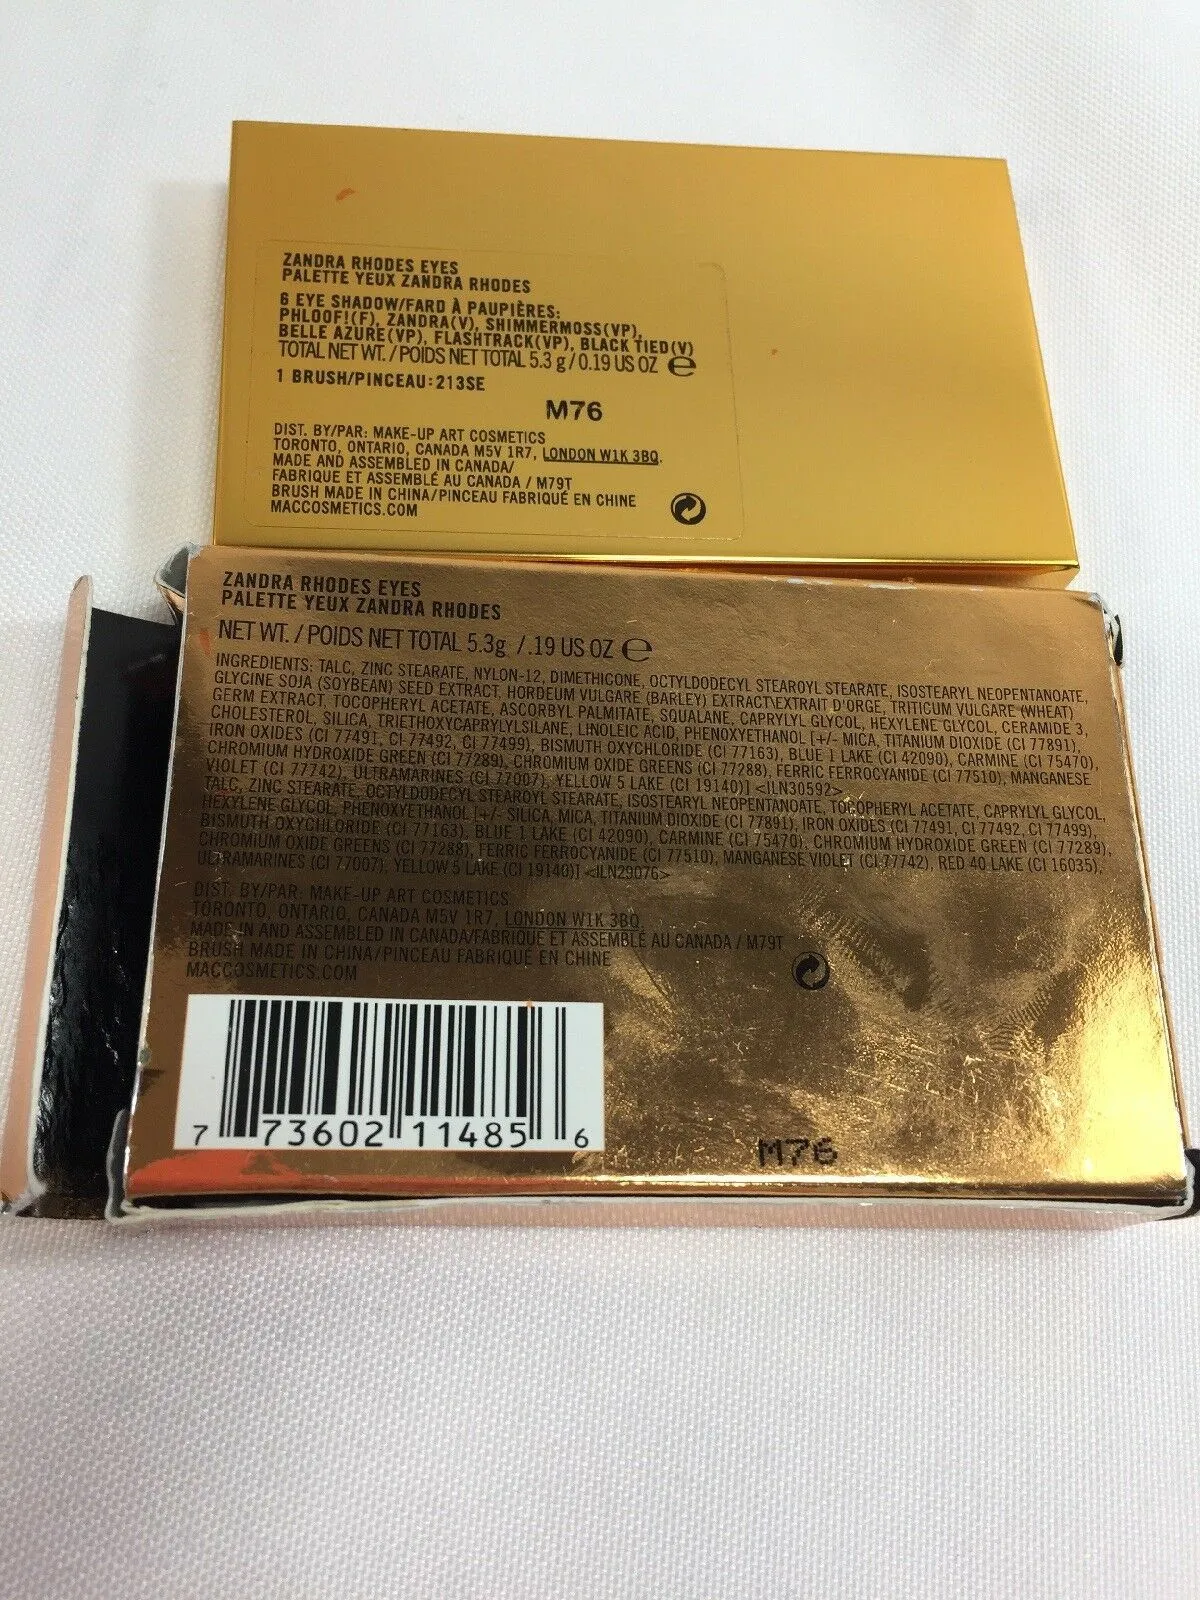 ZANDRA RHODES EYES
PALETTE YEUX ZANDRA RHODES
6 EYE SHADOW/FARD À PAUPIÈRES:
PHLOOF!(F), ZANDRA(V), SHIMMERMOSS(VP),
BELLE AZURE(VP), FLASHTRACK(VP), BLACK TIED(V)
TOTAL NET WT. / POIDS NET TOTAL 5.3 g / 0.19 US OZ e
1 BRUSH/PINCEAU: 213SE
M76
DIST. BY/PAR: MAKE-UP ART COSMETICS
TORONTO, ONTARIO, CANADA M5V 1R7, LONDON W1K 3BQ.
MADE AND ASSEMBLED IN CANADA/
FABRIQUE ET ASSEMBLÉ AU CANADA / M79T
BRUSH MADE IN CHINA/PINCEAU FABRIQUÉ EN CHINE
MACCOSMETICS.COM
ZANDRA RHODES EYES
PALETTE YEUX ZANDRA RHODES
NET WT. / POIDS NET TOTAL 5.3g / .19 US OZ e
INGREDIENTS: TALC, ZINC STEARATE, NYLON-12, DIMETHICONE, OCTYLDODECYL STEAROYL STEARATE, ISOSTEARYL NEOPENTANOATE,
GLYCINE SOJA (SOYBEAN) SEED EXTRACT, HORDEUM VULGARE (BARLEY) EXTRACT\EXTRAIT D'ORGE, TRITICUM VULGARE (WHEAT)
GERM EXTRACT, TOCOPHERYL ACETATE, ASCORBYL PALMITATE, SQUALANE, CAPRYLYL GLYCOL, HEXYLENE GLYCOL, CERAMIDE 3,
CHOLESTEROL, SILICA, TRIETHOXYCAPRYLYLSILANE, LINOLEIC ACID, PHENOXYETHANOL [+/- MICA, TITANIUM DIOXIDE (CI 77891),
IRON OXIDES (CI 77491, CI 77492, CI 77499), BISMUTH OXYCHLORIDE (CI 77163), BLUE 1 LAKE (CI 42090), CARMINE (CI 75470),
CHROMIUM HYDROXIDE GREEN (CI 77289), CHROMIUM OXIDE GREENS (CI 77288), FERRIC FERROCYANIDE (CI 77510), MANGANESE
VIOLET (CI 77742), ULTRAMARINES (CI 77007), YELLOW 5 LAKE (CI 19140)] <ILN30592>
TALC, ZINC STEARATE, OCTYLDODECYL STEAROYL STEARATE, ISOSTEARYL NEOPENTANOATE, TOCOPHERYL ACETATE, CAPRYLYL GLYCOL,
HEXYLENE GLYCOL, PHENOXYETHANOL [+/- SILICA, MICA, TITANIUM DIOXIDE (CI 77891), IRON OXIDES (CI 77491, CI 77492, CI 77499),
BISMUTH OXYCHLORIDE (CI 77163), BLUE 1 LAKE (CI 42090), CARMINE (CI 75470), CHROMIUM HYDROXIDE GREEN (CI 77289),
CHROMIUM OXIDE GREENS (CI 77288), FERRIC FERROCYANIDE (CI 77510), MANGANESE VIOLET (CI 77742), RED 40 LAKE (CI 16035),
ULTRAMARINES (CI 77007), YELLOW 5 LAKE (CI 19140)] <ILN29076>
DIST. BY/PAR: MAKE-UP ART COSMETICS
TORONTO, ONTARIO, CANADA M5V 1R7, LONDON W1K 3BQ.
MADE IN AND ASSEMBLED IN CANADA/FABRIQUE ET ASSEMBLÉ AU CANADA / M79T
BRUSH MADE IN CHINA/PINCEAU FABRIQUÉ EN CHINE
MACCOSMETICS.COM
7 73602 11485 6
M76